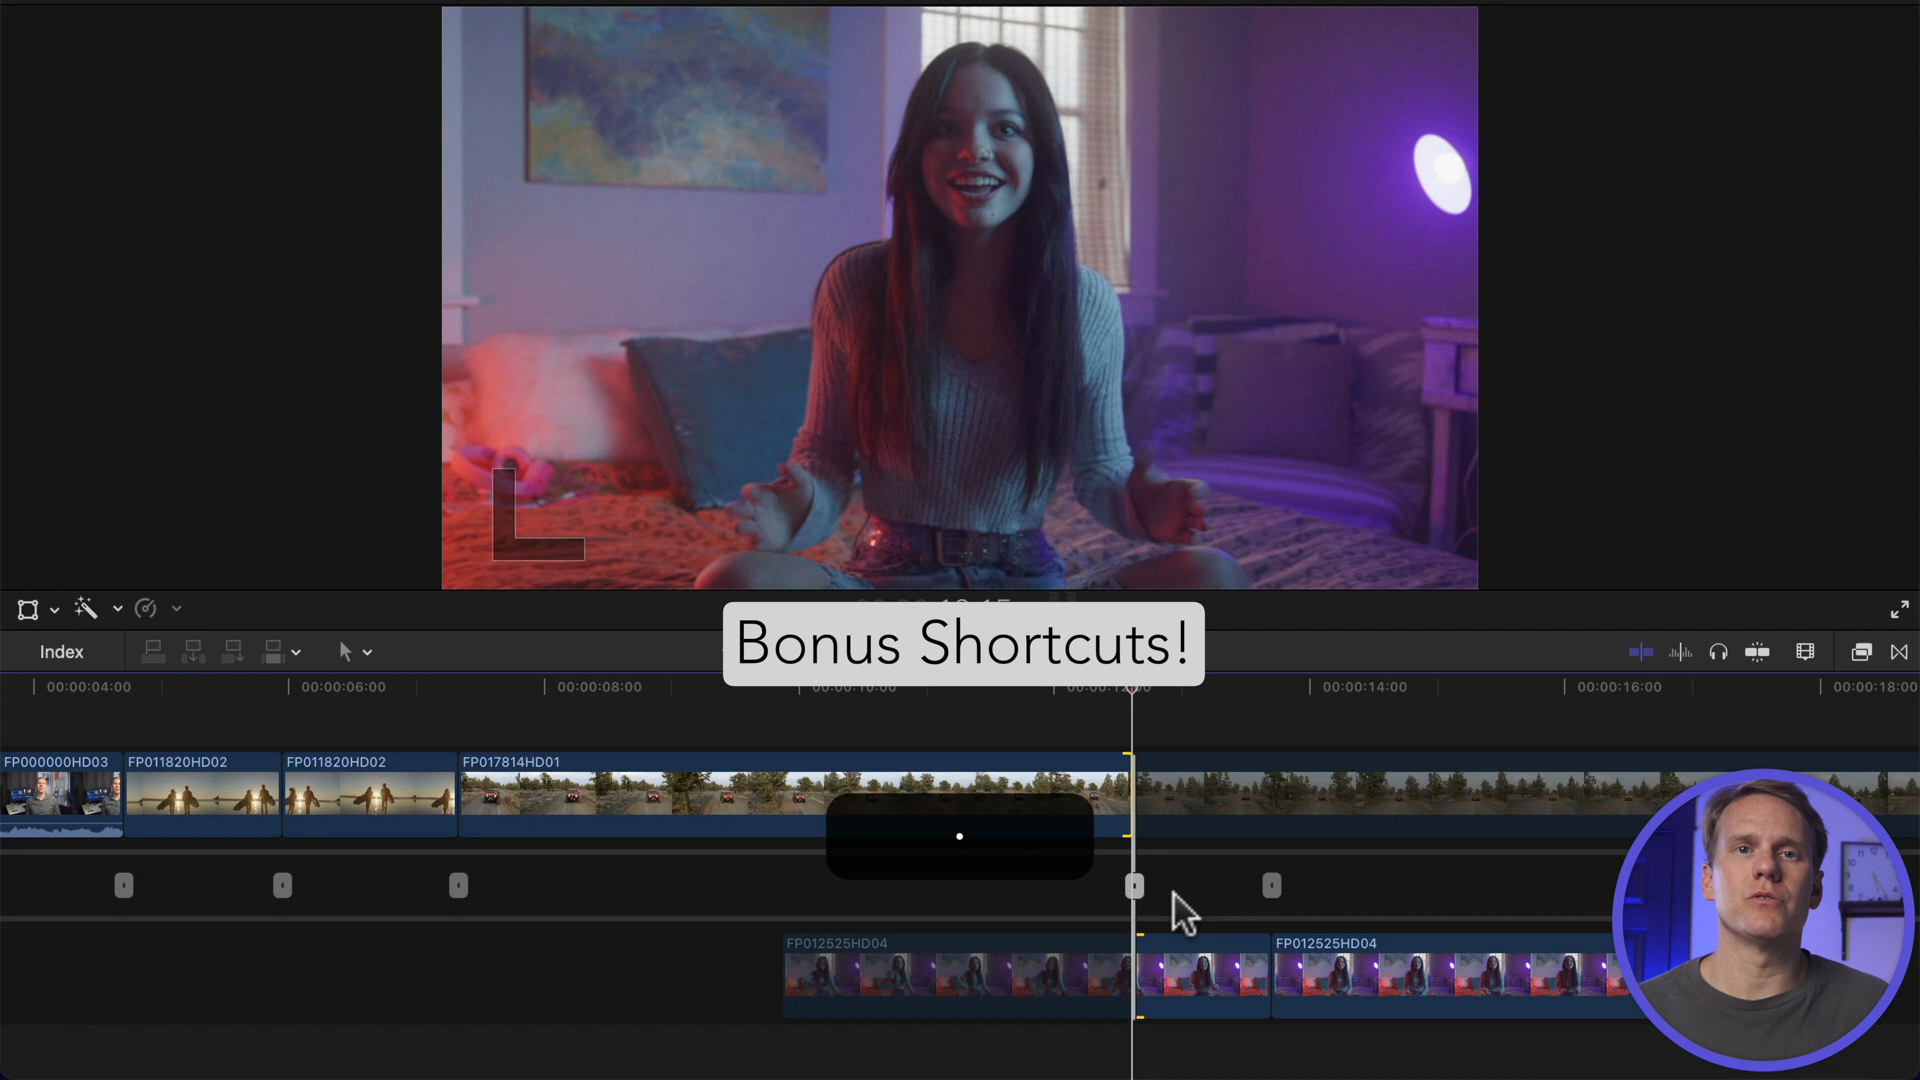 Bonus Shortcuts!
Index
00:00:04:00
00:00:06:00
00:00:08:00
00:00:14:00
00:00:16:00
00:00:18:00
FP000000HD03
FP011820HD02
FP011820HD02
FP017814HD01
.
FP012525HD04
FP012525HD04